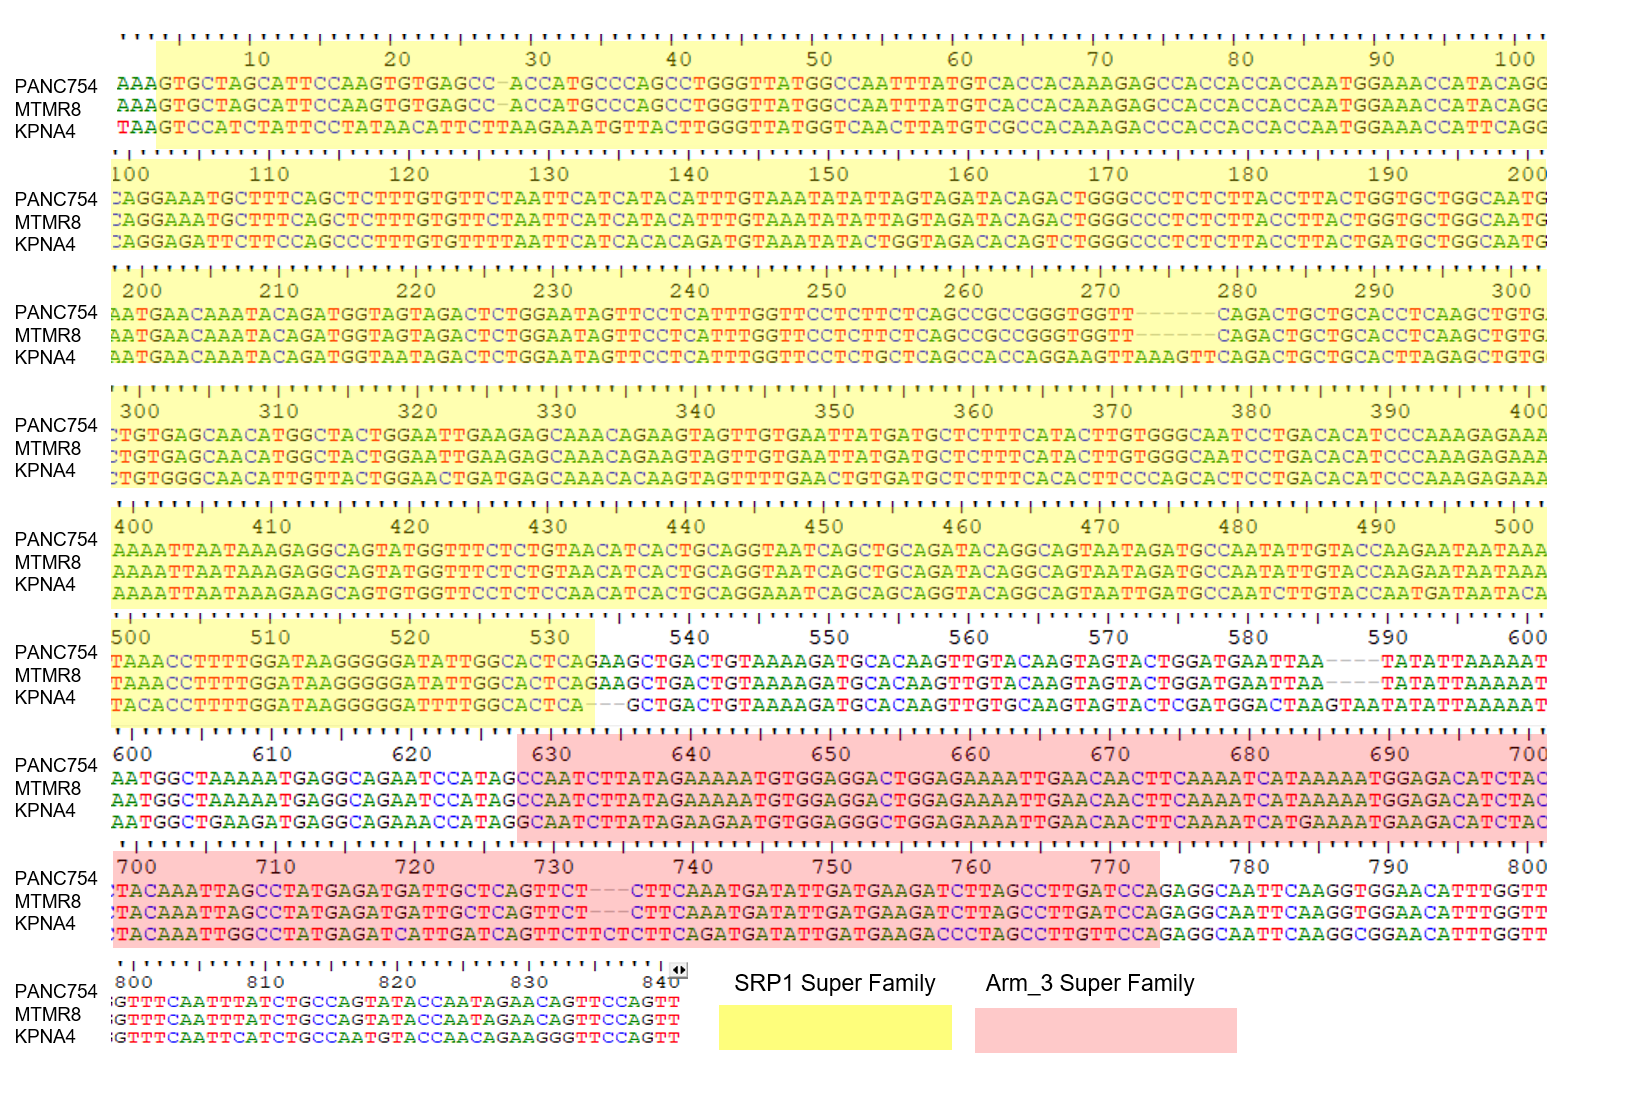 10 20 30 40 50 60 70 80 90 100
PANC754 AAAGTGCTAGCATTCCAAGTGTGAGCC-ACCATGCCCAGCCTGGGTTATGGCCAATTTATGTCACCACAAAGAGCCACCACCACCAATGGAAACCATACAGG
MTMR8 AAAGTGCTAGCATTCCAAGTGTGAGCC-ACCATGCCCAGCCTGGGTTATGGCCAATTTATGTCACCACAAAGAGCCACCACCACCAATGGAAACCATACAGG
KPNA4 TAAGTCCATCTATTCCTATAACATTCTTAAGAAATGTTACTTGGGTTATGGTCAACTTATGTCGCCACAAAGACCCACCACCACCAATGGAAACCATTCAGG
100 110 120 130 140 150 160 170 180 190 200
PANC754 CAGGAAATGCTTTCAGCTCTTTGTGTTCTAATTCATCATACATTTGTAAATATATTAGTAGATACAGACTGGGCCCTCTCTTACCTTACTGGTGCTGGCAATG
MTMR8 CAGGAAATGCTTTCAGCTCTTTGTGTTCTAATTCATCATACATTTGTAAATATATTAGTAGATACAGACTGGGCCCTCTCTTACCTTACTGGTGCTGGCAATG
KPNA4 CAGGAGATTCTTCCAGCCCTTTGTGTTTTAATTCATCACACAGATGTAAATATACTGGTAGACACAGTCTGGGCCCTCTCTTACCTTACTGATGCTGGCAATG
200 210 220 230 240 250 260 270 280 290 300
PANC754 AATGAACAAATACAGATGGTAGTAGACTCTGGAATAGTTCCTCATTTGGTTCCTCTTCTCAGCCGCCGGGTGGTT------CAGACTGCTGCACCTCAAGCTGTG
MTMR8 AATGAACAAATACAGATGGTAGTAGACTCTGGAATAGTTCCTCATTTGGTTCCTCTTCTCAGCCGCCGGGTGGTT------CAGACTGCTGCACCTCAAGCTGTG
KPNA4 AATGAACAAATACAGATGGTAATAGACTCTGGAATAGTTCCTCATTTGGTTCCTCTGCTCAGCCACCAGGAAGTTAAAGTTCAGACTGCTGCACTTAGAGCTGTG
300 310 320 330 340 350 360 370 380 390 400
PANC754 CTGTGAGCAACATGGCTACTGGAATTGAAGAGCAAACAGAAGTAGTTGTGAATTATGATGCTCTTTCATACTTGTGGGCAATCCTGACACATCCCAAAGAGAAA
MTMR8 CTGTGAGCAACATGGCTACTGGAATTGAAGAGCAAACAGAAGTAGTTGTGAATTATGATGCTCTTTCATACTTGTGGGCAATCCTGACACATCCCAAAGAGAAA
KPNA4 CTGTGGGCAACATTGTTACTGGAACTGATGAGCAAACACAAGTAGTTTTGAACTGTGATGCTCTTTCACACTTCCCAGCACTCCTGACACATCCCAAAGAGAAA
400 410 420 430 440 450 460 470 480 490 500
PANC754 AAAATTAATAAAGAGGCAGTATGGTTTCTCTGTAACATCACTGCAGGTAATCAGCTGCAGATACAGGCAGTAATAGATGCCAATATTGTACCAAGAATAATAAA
MTMR8 AAAATTAATAAAGAGGCAGTATGGTTTCTCTGTAACATCACTGCAGGTAATCAGCTGCAGATACAGGCAGTAATAGATGCCAATATTGTACCAAGAATAATAAA
KPNA4 AAAATTAATAAAGAAGCAGTGTGGTTCCTCTCCAACATCACTGCAGGAAATCAGCAGCAGGTACAGGCAGTAATTGATGCCAATCTTGTACCAATGATAATACA
500 510 520 530 540 550 560 570 580 590 600
PANC754 TAAACCTTTTGGATAAGGGGGATATTGGCACTCAGAAGCTGACTGTAAAAGATGCACAAGTTGTACAAGTAGTACTGGATGAATTAA----TATATTAAAAAT
MTMR8 TAAACCTTTTGGATAAGGGGGATATTGGCACTCAGAAGCTGACTGTAAAAGATGCACAAGTTGTACAAGTAGTACTGGATGAATTAA----TATATTAAAAAT
KPNA4 TACACCTTTTGGATAAGGGGGATTTTGGCACTCA---GCTGACTGTAAAAGATGCACAAGTTGTGCAAGTAGTACTCGATGGACTAAGTAATATATTAAAAAT
600 610 620 630 640 650 660 670 680 690 700
PANC754 AATGGCTAAAAATGAGGCAGAATCCATAGCCAATCTTATAGAAAAATGTGGAGGACTGGAGAAAATTGAACAACTTCAAAATCATAAAAATGGAGACATCTAC
MTMR8 AATGGCTAAAAATGAGGCAGAATCCATAGCCAATCTTATAGAAAAATGTGGAGGACTGGAGAAAATTGAACAACTTCAAAATCATAAAAATGGAGACATCTAC
KPNA4 AATGGCTGAAGATGAGGCAGAAACCATAGGCAATCTTATAGAAGAATGTGGAGGGCTGGAGAAAATTGAACAACTTCAAAATCATGAAAATGAAGACATCTAC
700 710 720 730 740 750 760 770 780 790 800
PANC754 TACAAATTAGCCTATGAGATGATTGCTCAGTTCT---CTTCAAATGATATTGATGAAGATCTTAGCCTTGATCCAGAGGCAATTCAAGGTGGAACATTTGGTT
MTMR8 TACAAATTAGCCTATGAGATGATTGCTCAGTTCT---CTTCAAATGATATTGATGAAGATCTTAGCCTTGATCCAGAGGCAATTCAAGGTGGAACATTTGGTT
KPNA4 TACAAATTGGCCTATGAGATCATTGATCAGTTCTTCTCTTCAGATGATATTGATGAAGACCCTAGCCTTGTTCCAGAGGCAATTCAAGGCGGAACATTTGGTT
800 810 820 830 840
PANC754 GTTTCAATTTATCTGCCAGTATACCAATAGAACAGTTCCAGTT
MTMR8 GTTTCAATTTATCTGCCAGTATACCAATAGAACAGTTCCAGTT
KPNA4 GTTTCAATTCATCTGCCAATGTACCAACAGAAGGGTTCCAGTT
SRP1 Super Family
Arm_3 Super Family